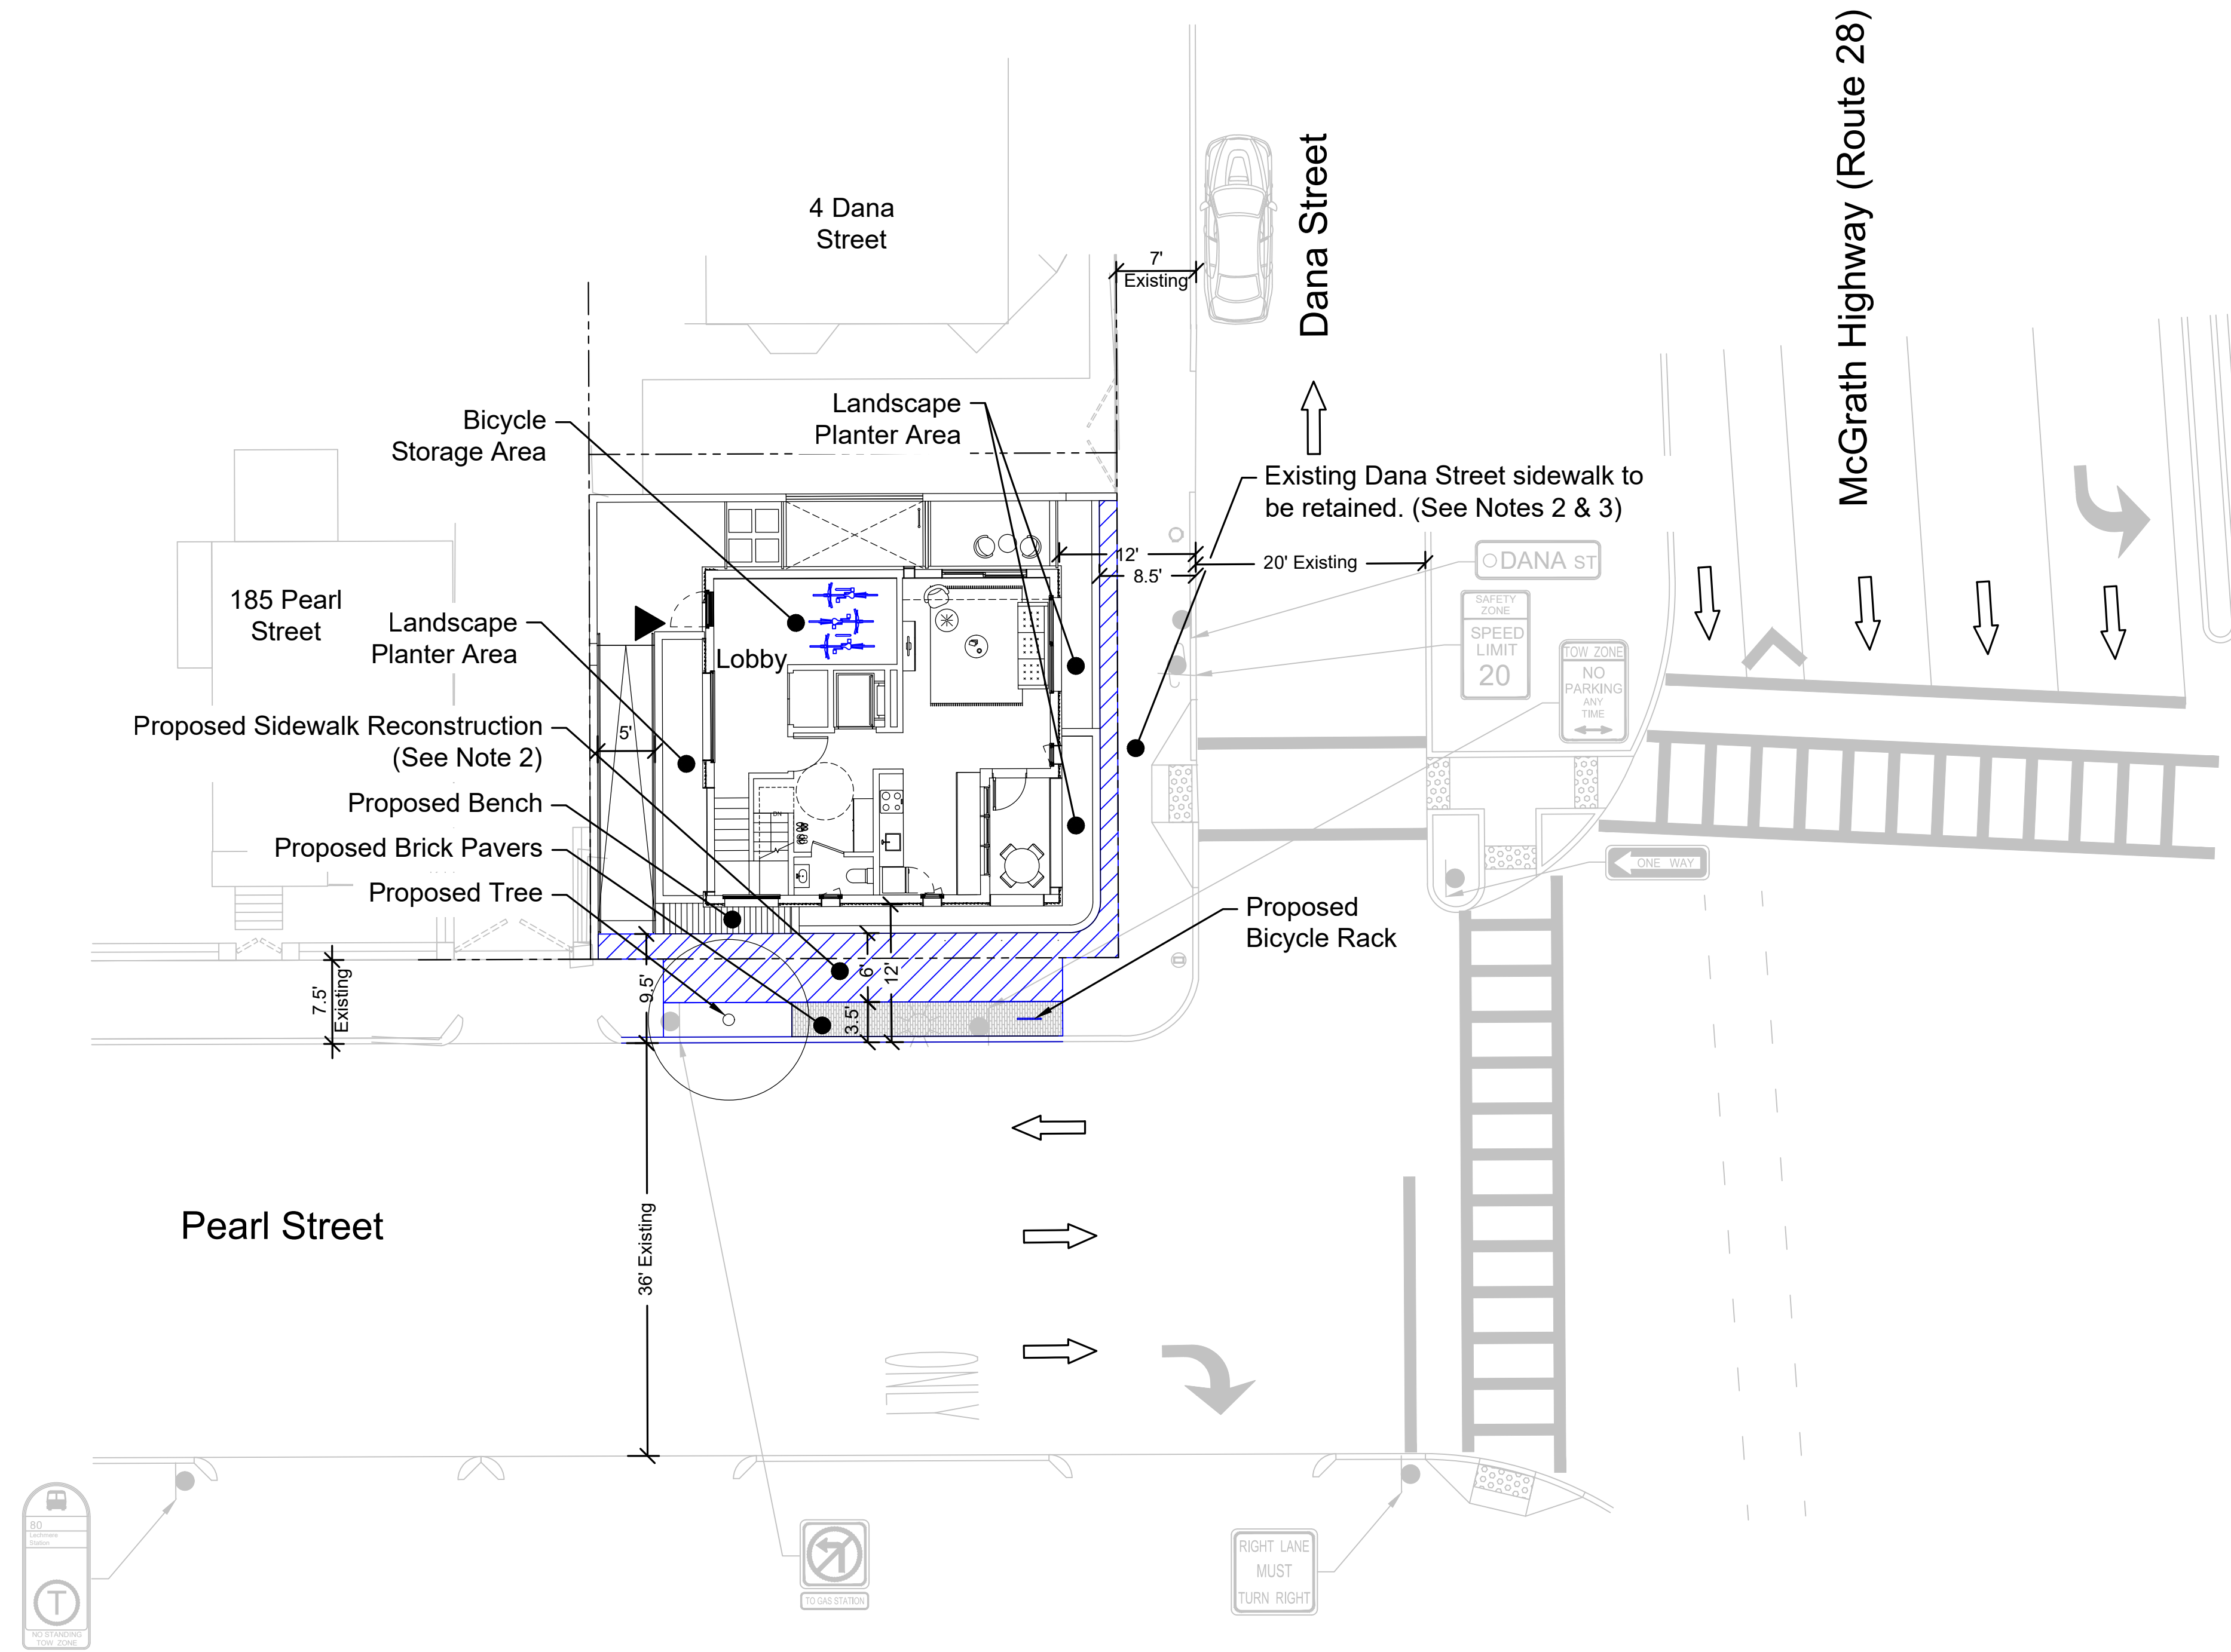 McGrath Highway (Route 28)
Dana Street
4 Dana
Street
7'
Existing
Bicycle
Storage Area
Landscape
Planter Area
Existing Dana Street sidewalk to
be retained. (See Notes 2 & 3)
12'
8.5'
20' Existing
DANA ST
185 Pearl
Street
Landscape
Planter Area
Lobby
SAFETY
ZONE
SPEED
LIMIT
20
TOW ZONE
NO
PARKING
ANY
TIME
Proposed Sidewalk Reconstruction
(See Note 2)
5'
Proposed Bench
DN
Proposed Brick Pavers
Proposed Tree
ONE WAY
Proposed
Bicycle Rack
7.5'
Existing
9.5'
6'
12'
3.5'
Pearl Street
36' Existing
ONLY
80
Lechmere
Station
T
NO STANDING
TOW ZONE
TO GAS STATION
RIGHT LANE
MUST
TURN RIGHT